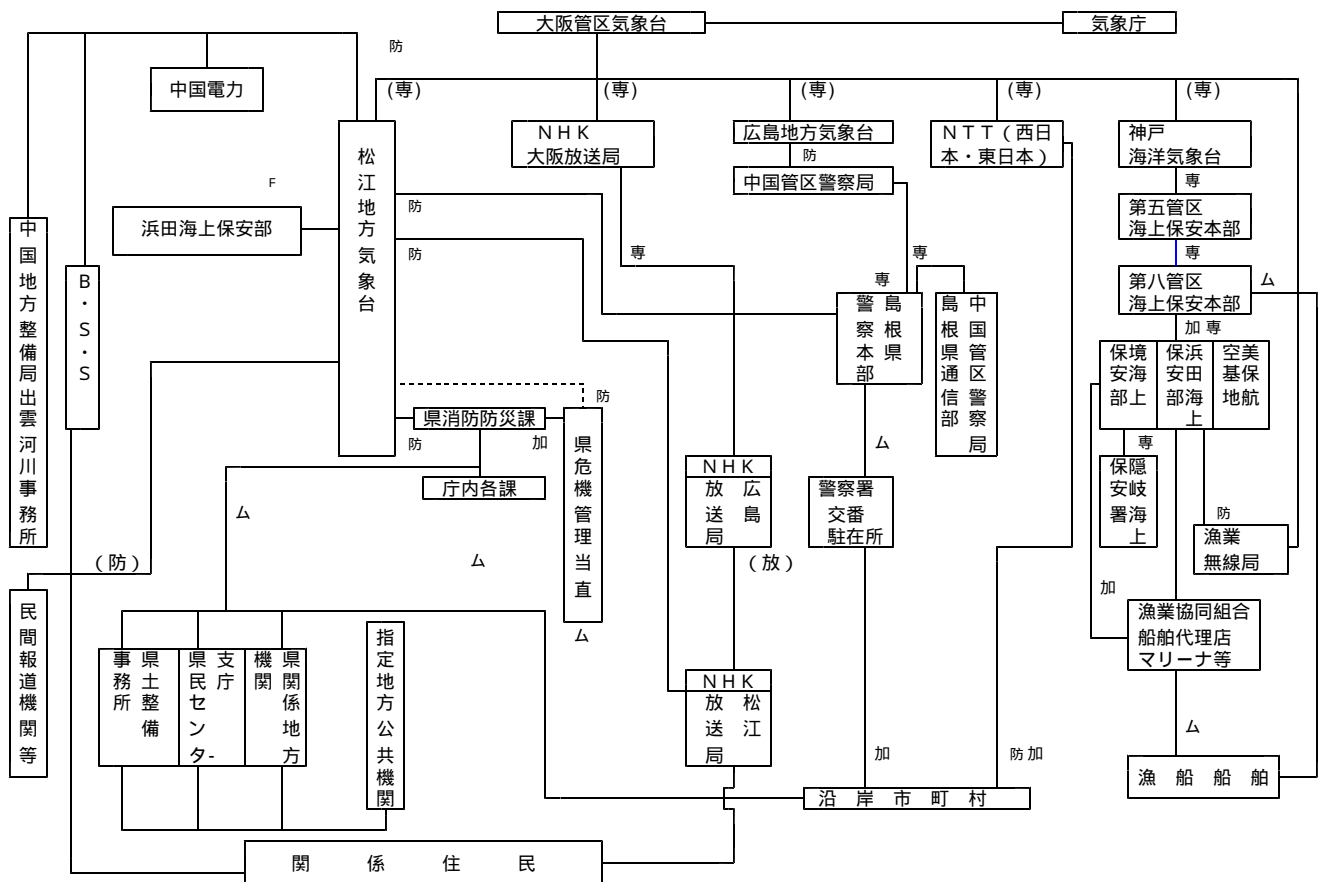 大阪管区気象台
気象庁
防
中国電力
(専)
(専)
(専)
(専)
(専)
松江地方気象台
NHK
大阪放送局
広島地方気象台
防
中国管区警察局
NTT(西日
本・東日本)
神戸
海洋気象台
専
第五管区
海上保安本部
専
第八管区
海上保安本部
ム
加専
F
浜田海上保安部
防
防
専
専
専
中国地方整備局出雲河川事務所
B・S・S
島根県
警察本部
中国管区警察局
島根県通信部
境海上
保安部
浜田海上
保安部
美保航
空基地
専
隠岐海上
保安署
防
漁業
無線局
加
漁業協同組合
船舶代理店
マリーナ等
ム
漁船船舶
県消防防災課
防
加
防
県危機管理当直
ム
庁内各課
ム
ム
(防)
民間報道機関等
NHK
広島
放送局
(放)
ム
警察署
交番
駐在所
加
防加
NHK
松江
放送局
沿岸市町村
県土整備
事務所
支庁
県民センタ-
県関係地方
機関
指定地方公共機関
関係住民